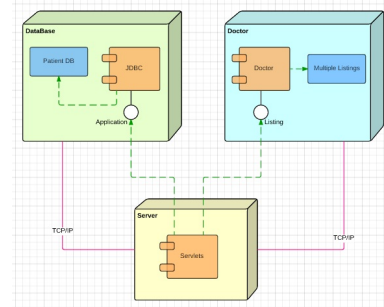 DataBase
Patient DB
JDBC
Application
Doctor
Doctor
Multiple Listings
Listing
TCP/IP
TCP/IP
Server
Servlets